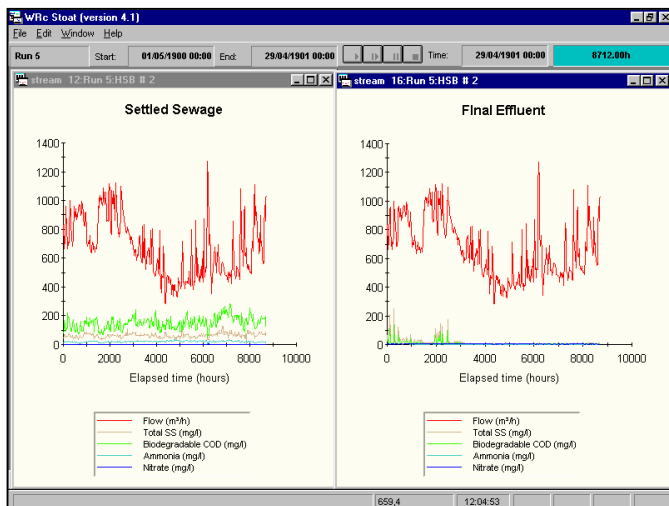 WRc Stoat (version 4.1)
File Edit Window Help
Run 5 Start: 01/05/1900 00:00 End: 29/04/1901 00:00 Time: 29/04/1901 00:00 8712.00h
stream 12:Run 5:HSB # 2
Settled Sewage
1400
1200
1000
800
600
400
200
0
0 2000 4000 6000 8000 10000
Elapsed time (hours)
Flow (m³/h)
Total SS (mg/l)
Biodegradable COD (mg/l)
Ammonia (mg/l)
Nitrate (mg/l)
stream 16:Run 5:HSB # 2
Final Effluent
1400
1200
1000
800
600
400
200
0
0 2000 4000 6000 8000 10000
Elapsed time (hours)
Flow (m³/h)
Total SS (mg/l)
Biodegradable COD (mg/l)
Ammonia (mg/l)
Nitrate (mg/l)
659,4 12:04:53